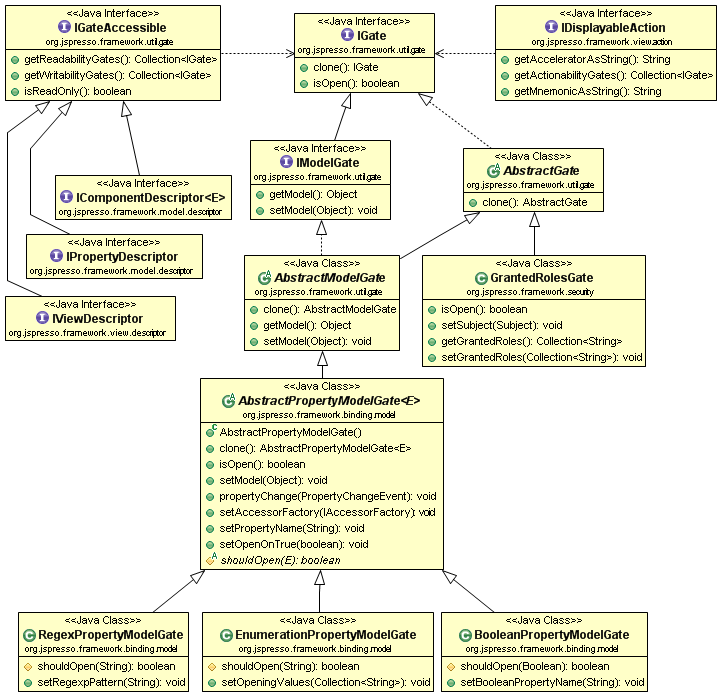 <<Java Interface>>
IGateAccessible
org.jspresso.framework.util.gate
getReadabilityGates(): Collection<IGate>
getWritabilityGates(): Collection<IGate>
isReadOnly(): boolean
<<Java Interface>>
IGate
org.jspresso.framework.util.gate
clone(): IGate
isOpen(): boolean
<<Java Interface>>
IDisplayableAction
org.jspresso.framework.view.action
getAcceleratorAsString(): String
getActionabilityGates(): Collection<IGate>
getMnemonicAsString(): String
<<Java Interface>>
IModelGate
org.jspresso.framework.util.gate
getModel(): Object
setModel(Object): void
<<Java Class>>
AbstractGate
org.jspresso.framework.util.gate
clone(): AbstractGate
<<Java Interface>>
IComponentDescriptor<E>
org.jspresso.framework.model.descriptor
<<Java Interface>>
IPropertyDescriptor
org.jspresso.framework.model.descriptor
<<Java Interface>>
IViewDescriptor
org.jspresso.framework.view.descriptor
<<Java Class>>
AbstractModelGate
org.jspresso.framework.util.gate
clone(): AbstractModelGate
getModel(): Object
setModel(Object): void
<<Java Class>>
GrantedRolesGate
org.jspresso.framework.security
isOpen(): boolean
setSubject(Subject): void
getGrantedRoles(): Collection<String>
setGrantedRoles(Collection<String>): void
<<Java Class>>
AbstractPropertyModelGate<E>
org.jspresso.framework.binding.model
AbstractPropertyModelGate()
clone(): AbstractPropertyModelGate<E>
isOpen(): boolean
setModel(Object): void
propertyChange(PropertyChangeEvent): void
setAccessorFactory(IAccessorFactory): void
setPropertyName(String): void
setOpenOnTrue(boolean): void
shouldOpen(E): boolean
<<Java Class>>
RegexPropertyModelGate
org.jspresso.framework.binding.model
shouldOpen(String): boolean
setRegexpPattern(String): void
<<Java Class>>
EnumerationPropertyModelGate
org.jspresso.framework.binding.model
shouldOpen(String): boolean
setOpeningValues(Collection<String>): void
<<Java Class>>
BooleanPropertyModelGate
org.jspresso.framework.binding.model
shouldOpen(Boolean): boolean
setBooleanPropertyName(String): void